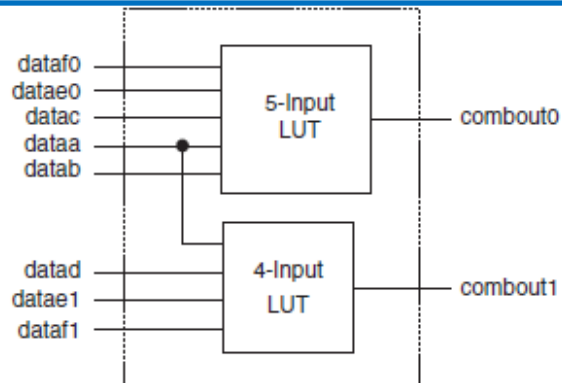 dataf0
datae0
datac
dataa
datab
5-Input
LUT
combout0
datad
datae1
dataf1
4-Input
LUT
combout1